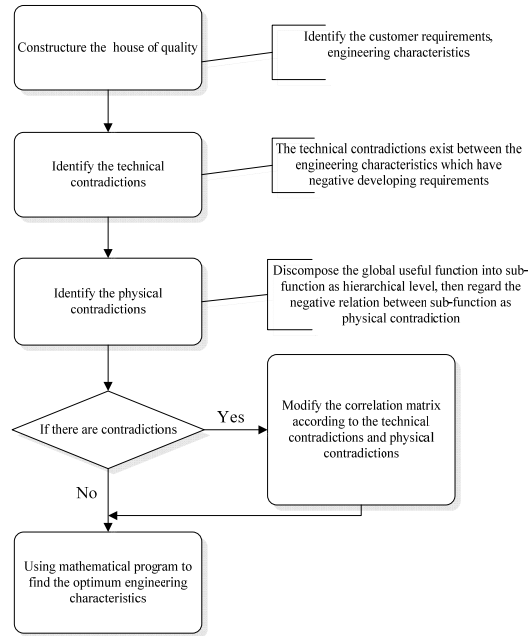 Constructure the house of quality
Identify the customer requirements,
engineering characteristics
Identify the technical
contradictions
The technical contradictions exist between the
engineering characteristics which have
negative developing requirements
Identify the physical
contradictions
Discompose the global useful function into sub-
function as hierarchical level, then regard the
negative relation between sub-function as
physical contradiction
If there are contradictions
Yes
Modify the correlation matrix
according to the technical
contradictions and physical
contradictions
No
Using mathematical program to
find the optimum engineering
characteristics